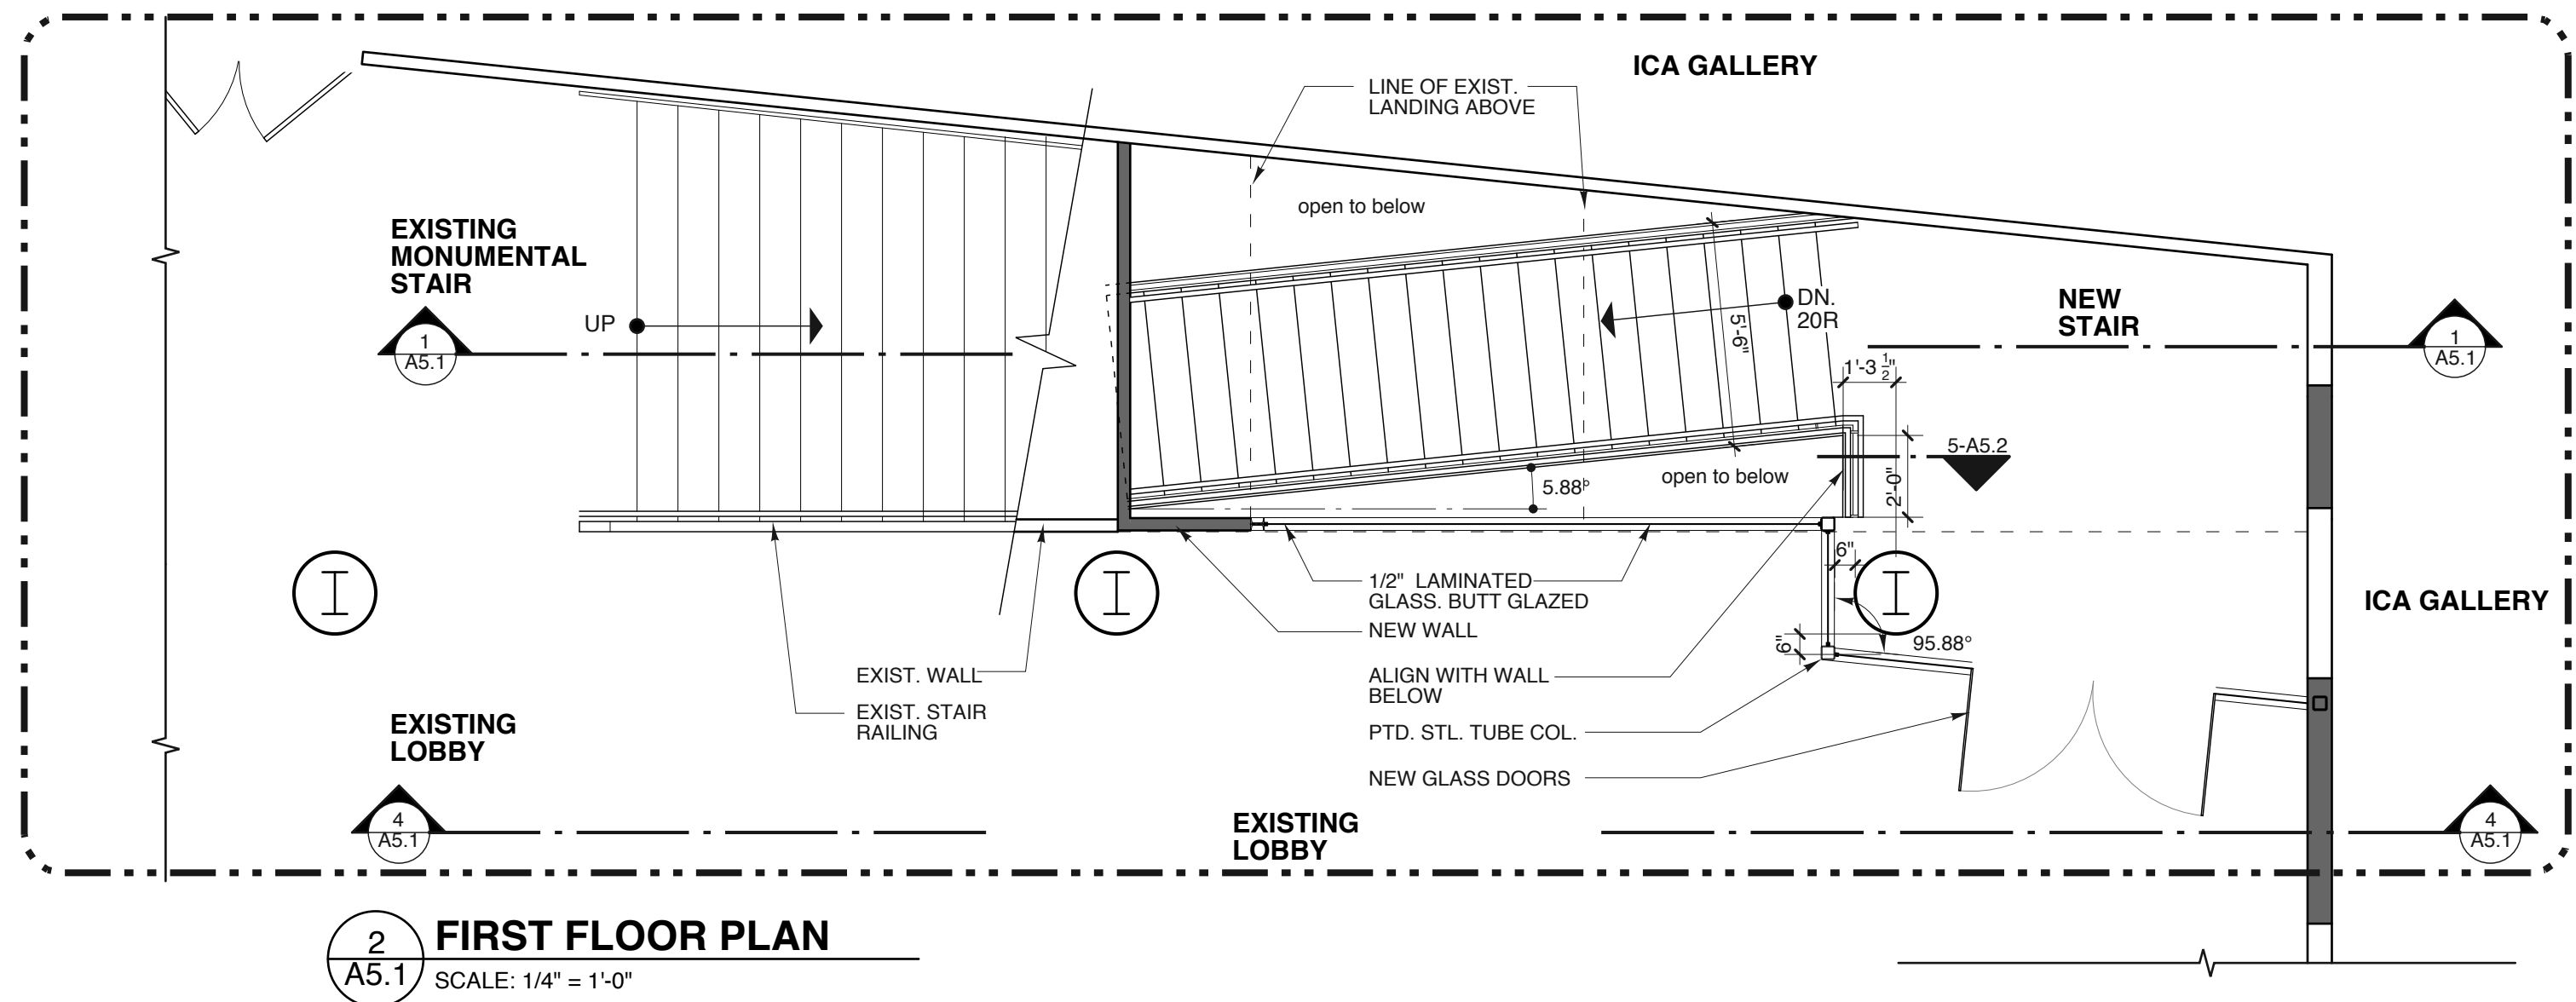 ICA GALLERY
LINE OF EXIST.
LANDING ABOVE
open to below
EXISTING
MONUMENTAL
STAIR
UP
DN.
20R
5'-6"
NEW
STAIR
1
A5.1
1
A5.1
1'-3 1/2"
5-A5.2
2'-0"
open to below
5.88º
6"
1/2" LAMINATED
GLASS. BUTT GLAZED
NEW WALL
ICA GALLERY
6"
95.88°
EXIST. WALL
EXIST. STAIR
RAILING
ALIGN WITH WALL
BELOW
PTD. STL. TUBE COL.
NEW GLASS DOORS
EXISTING
LOBBY
4
A5.1
EXISTING
LOBBY
4
A5.1
2
A5.1
FIRST FLOOR PLAN
SCALE: 1/4" = 1'-0"